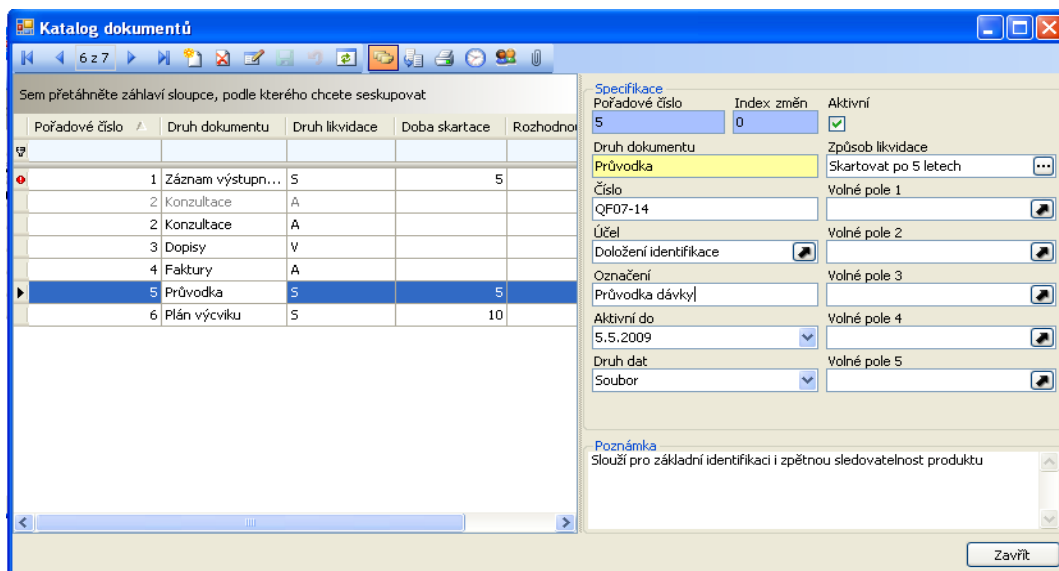 Katalog dokumentů
6 z 7
Sem přetáhněte záhlaví sloupce, podle kterého chcete seskupovat
Pořadové číslo Druh dokumentu Druh likvidace Doba skartace Rozhodnou
1 Záznam výstupn... S 5
2 Konzultace A
2 Konzultace A
3 Dopisy V
4 Faktury A
5 Průvodka S 5
6 Plán výcviku S 10
Specifikace
Pořadové číslo Index změn Aktivní
5 0
Druh dokumentu Způsob likvidace
Průvodka Skartovat po 5 letech
Číslo Volné pole 1
QF07-14
Účel Volné pole 2
Doložení identifikace
Označení Volné pole 3
Průvodka dávky
Aktivní do Volné pole 4
5.5.2009
Druh dat Volné pole 5
Soubor
Poznámka
Slouží pro základní identifikaci i zpětnou sledovatelnost produktu
Zavřít